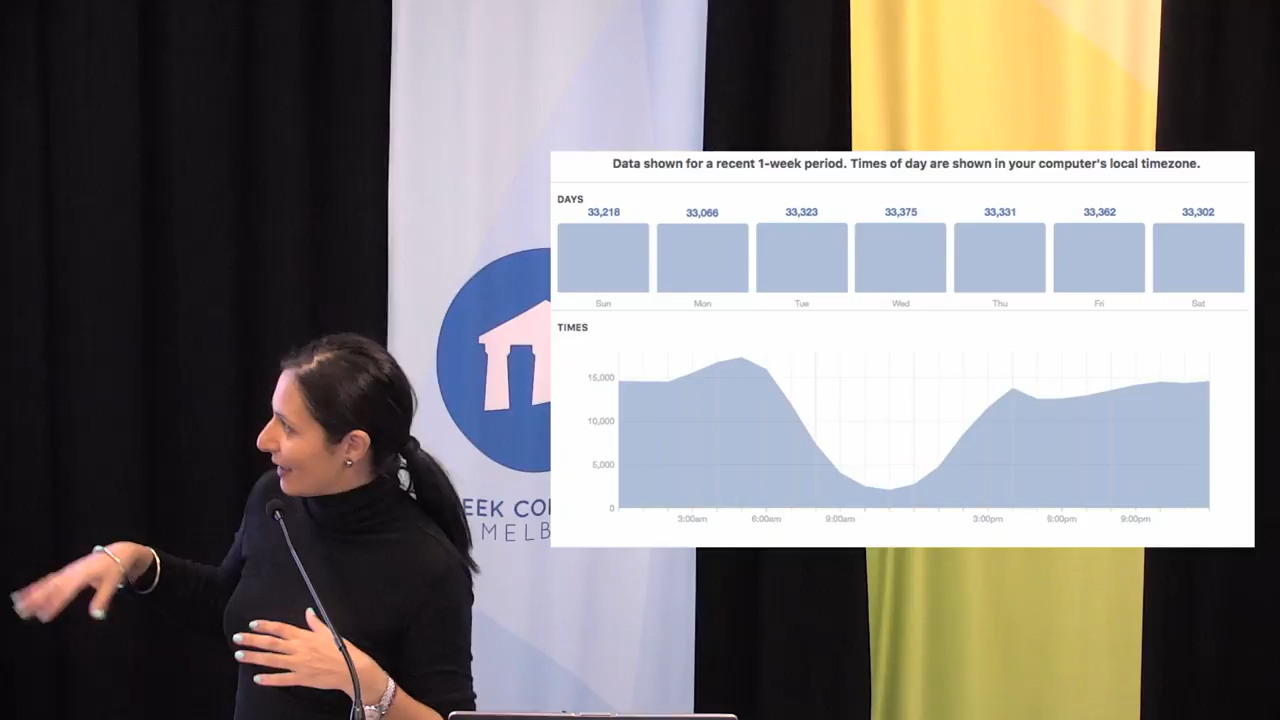 Data shown for a recent 1-week period. Times of day are shown in your computer's local timezone.
DAYS
33,218 33,066 33,323 33,375 33,331 33,362 33,302
Sun Mon Tue Wed Thu Fri Sat
TIMES
15,000
10,000
5,000
0
3:00am 6:00am 9:00am 3:00pm 6:00pm 9:00pm
EEK CO
MELB